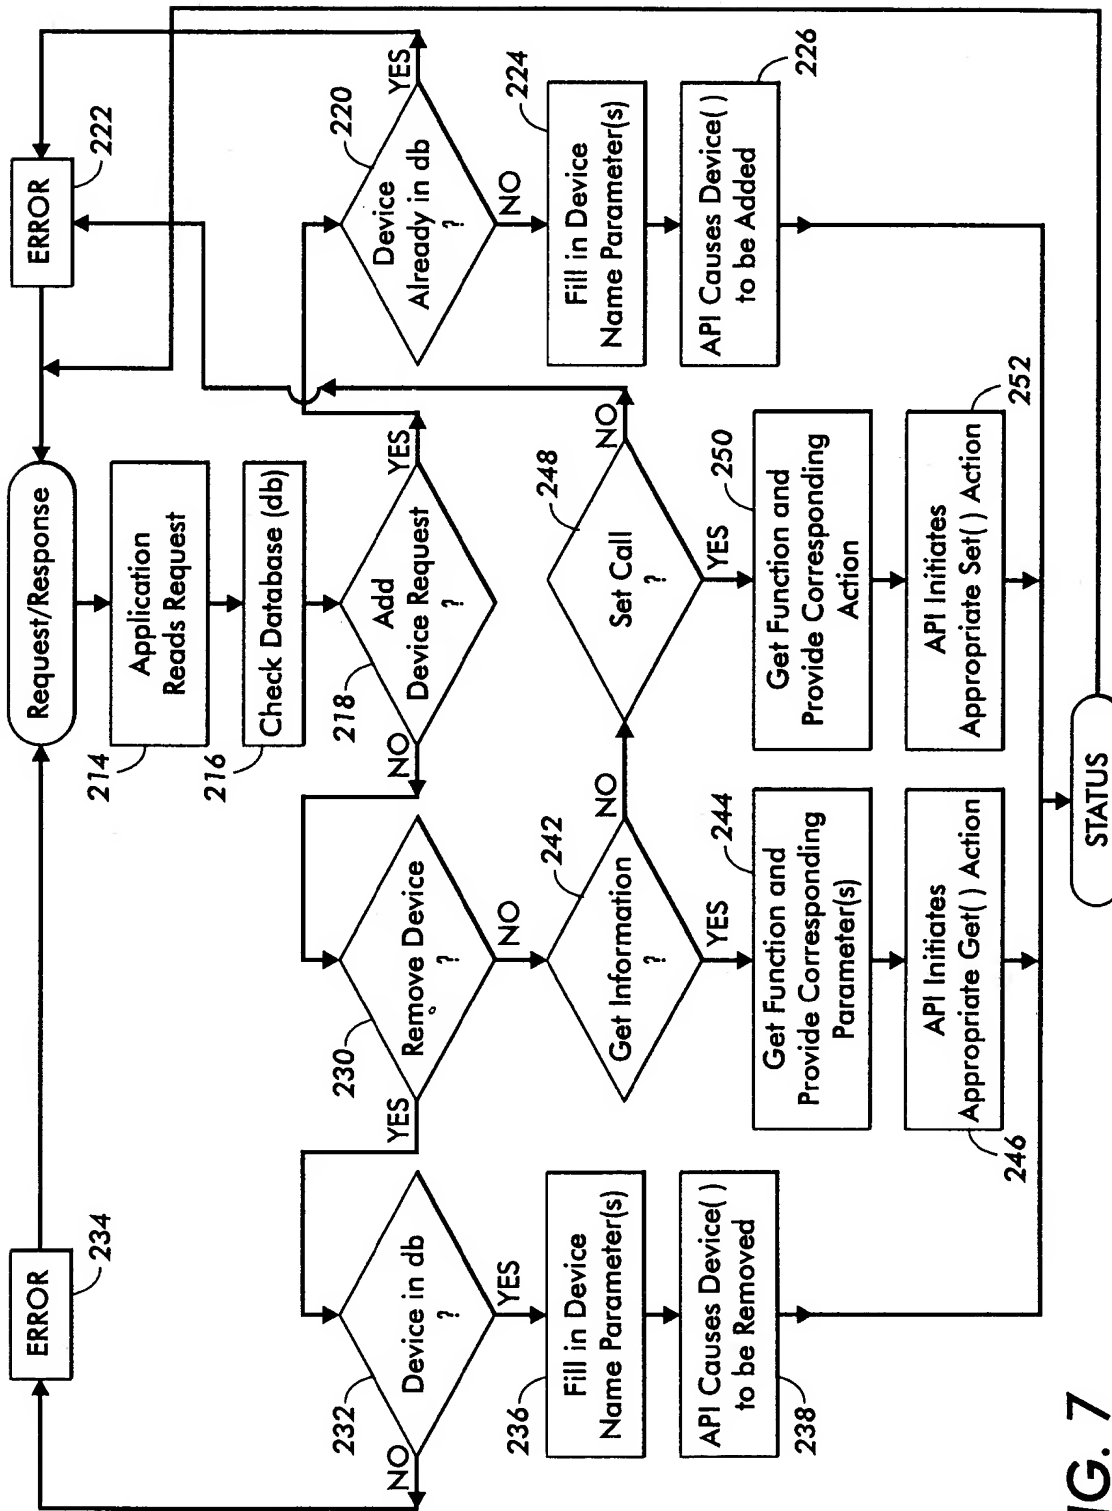 ERROR
234
ERROR
222
Request/Response
Application
Reads Request
214
Check Database (db)
216
Add
Device Request
?
218
YES
NO
Device
Already in db
?
220
YES
NO
Remove Device
?
230
YES
NO
Device in db
?
232
NO
YES
Get Information
?
242
NO
YES
Set Call
?
248
NO
YES
Fill in Device
Name Parameter(s)
236
Get Function and
Provide Corresponding
Parameter(s)
244
Get Function and
Provide Corresponding
Action
250
Fill in Device
Name Parameter(s)
224
API Causes Device( )
to be Removed
238
API Initiates
Appropriate Get( ) Action
246
API Initiates
Appropriate Set( ) Action
252
API Causes Device( )
to be Added
226
STATUS
IG. 7